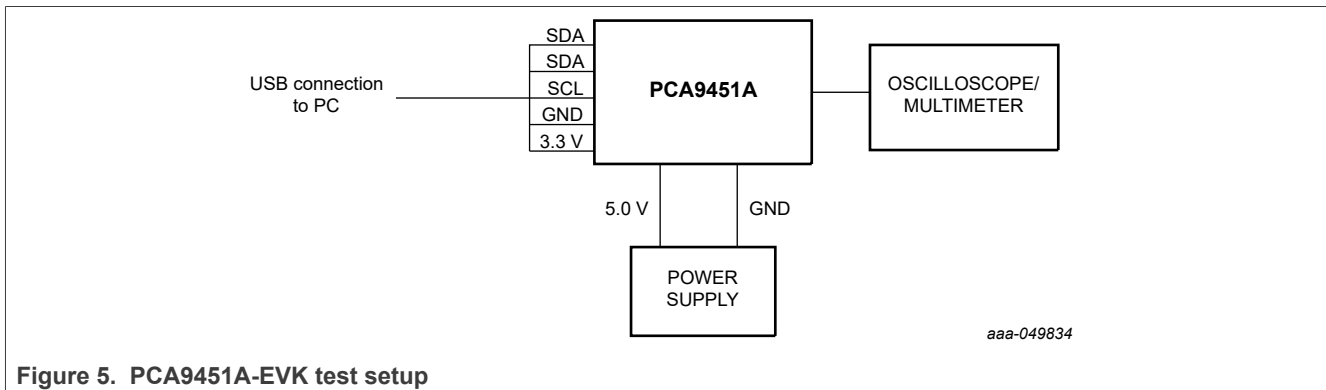 SDA
SDA
USB connection
to PC
SCL
GND
3.3 V
PCA9451A
OSCILLOSCOPE/
MULTIMETER
5.0 V
GND
POWER
SUPPLY
aaa-049834
Figure 5. PCA9451A-EVK test setup